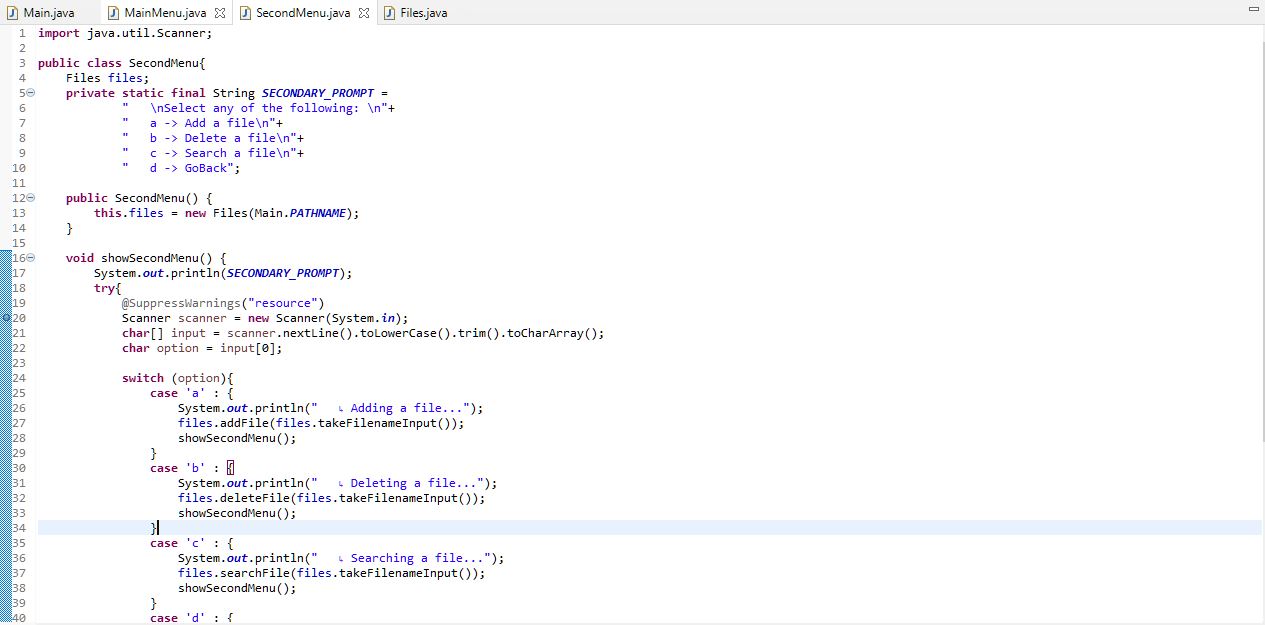 Main.java MainMenu.java SecondMenu.java Files.java
1 import java.util.Scanner;
2
3 public class SecondMenu{
4     Files files;
5     private static final String SECONDARY_PROMPT =
6             "   \nSelect any of the following: \n"+
7             "   a -> Add a file\n"+
8             "   b -> Delete a file\n"+
9             "   c -> Search a file\n"+
10             "   d -> GoBack";
11
12     public SecondMenu() {
13         this.files = new Files(Main.PATHNAME);
14     }
15
16     void showSecondMenu() {
17         System.out.println(SECONDARY_PROMPT);
18         try{
19             @SuppressWarnings("resource")
20             Scanner scanner = new Scanner(System.in);
21             char[] input = scanner.nextLine().toLowerCase().trim().toCharArray();
22             char option = input[0];
23
24             switch (option){
25                 case 'a' : {
26                     System.out.println("   ↳ Adding a file...");
27                     files.addFile(files.takeFilenameInput());
28                     showSecondMenu();
29                 }
30                 case 'b' : {
31                     System.out.println("   ↳ Deleting a file...");
32                     files.deleteFile(files.takeFilenameInput());
33                     showSecondMenu();
34                 }
35                 case 'c' : {
36                     System.out.println("   ↳ Searching a file...");
37                     files.searchFile(files.takeFilenameInput());
38                     showSecondMenu();
39                 }
40                 case 'd' : {